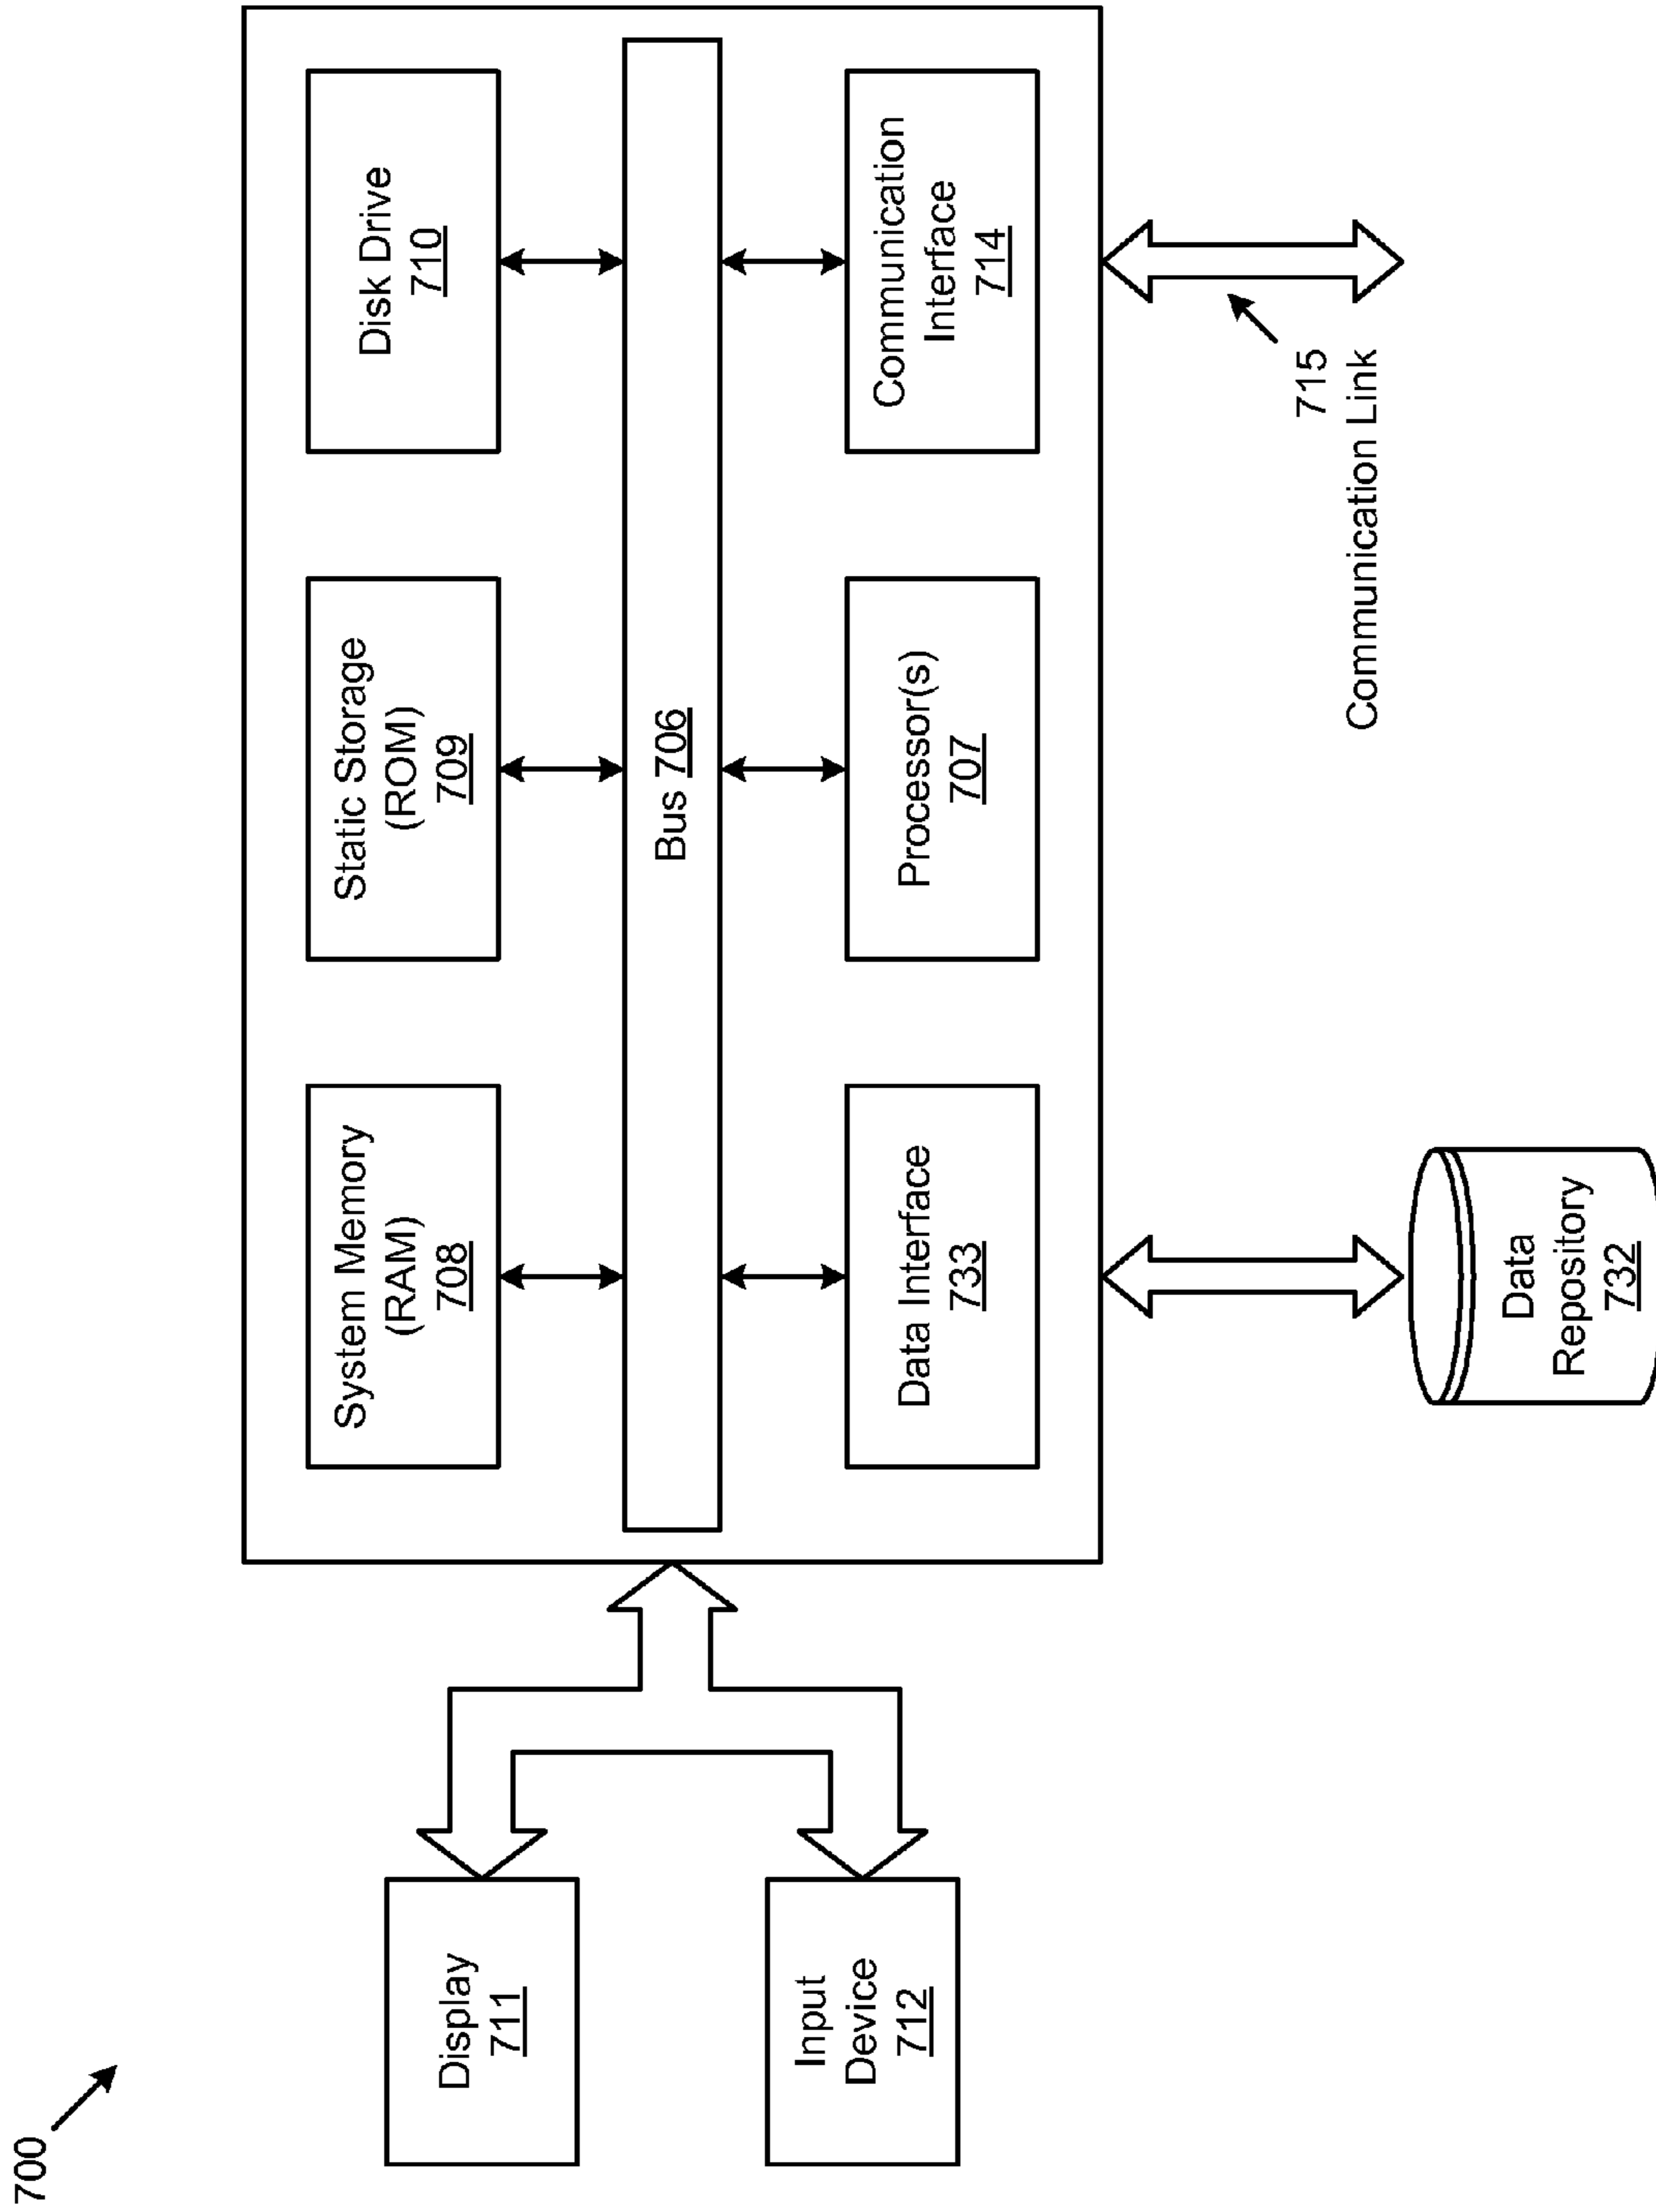 700
System Memory
(RAM)
708
Static Storage
(ROM)
709
Disk Drive
710
Display
711
Bus 706
Input
Device
712
Data Interface
733
Processor(s)
707
Communication
Interface
714
715
Communication Link
Data
Repository
732